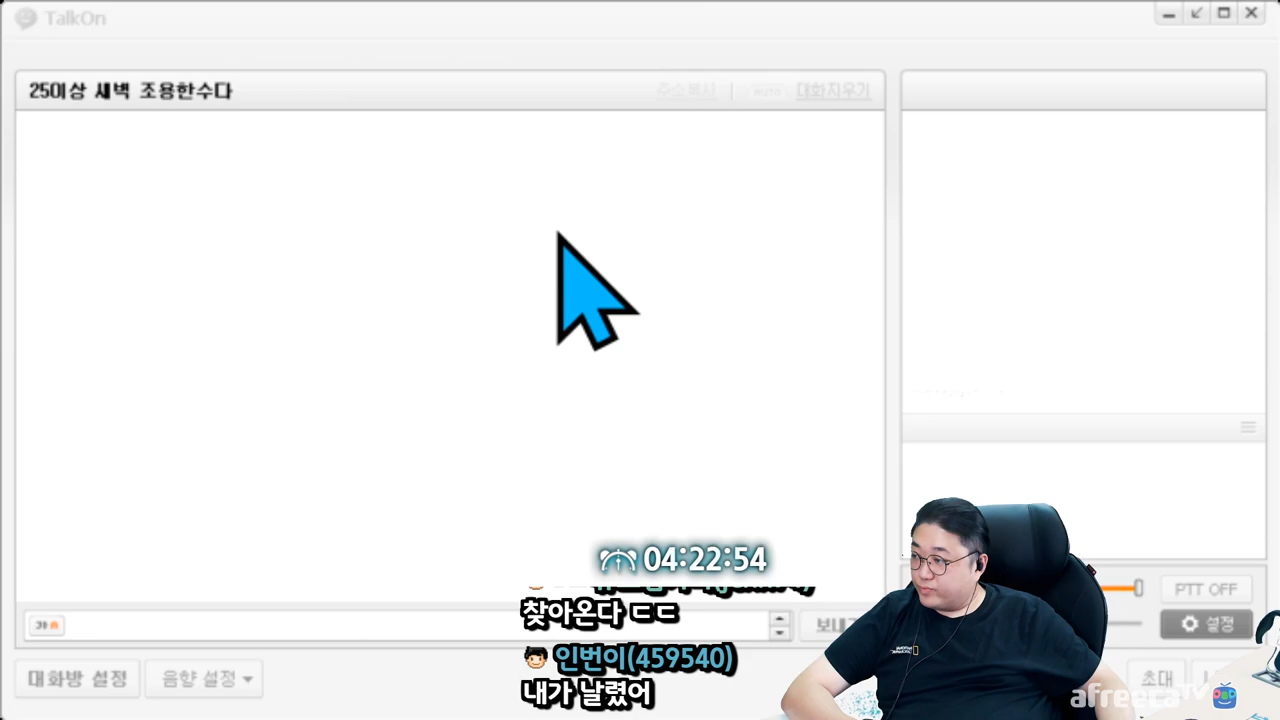 TalkOn
25이상 새벽 조용한수다
주소복사 | AUTO 대화지우기
04:22:54
찾아온다 ㄷㄷ
인번이(459540)
내가 날렸어
대화방 설정
음향 설정
PTT OFF
설정
초대
afreecaTV